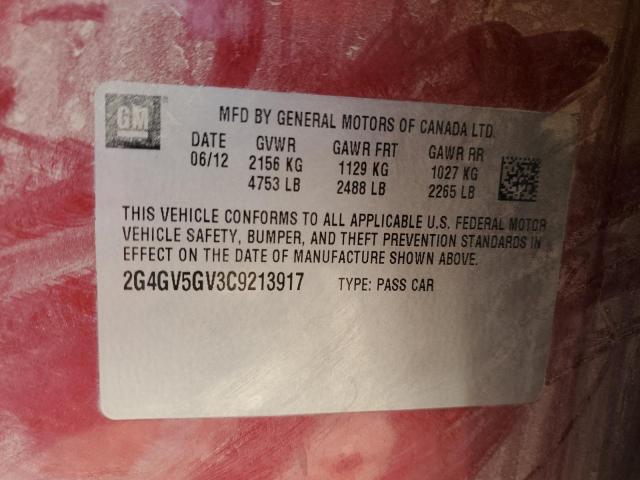 GM
MFD BY GENERAL MOTORS OF CANADA LTD.
DATE GVWR GAWR FRT GAWR RR
06/12 2156 KG 1129 KG 1027 KG
4753 LB 2488 LB 2265 LB
THIS VEHICLE CONFORMS TO ALL APPLICABLE U.S. FEDERAL MOTOR
VEHICLE SAFETY, BUMPER, AND THEFT PREVENTION STANDARDS IN
EFFECT ON THE DATE OF MANUFACTURE SHOWN ABOVE.
2G4GV5GV3C9213917 TYPE: PASS CAR